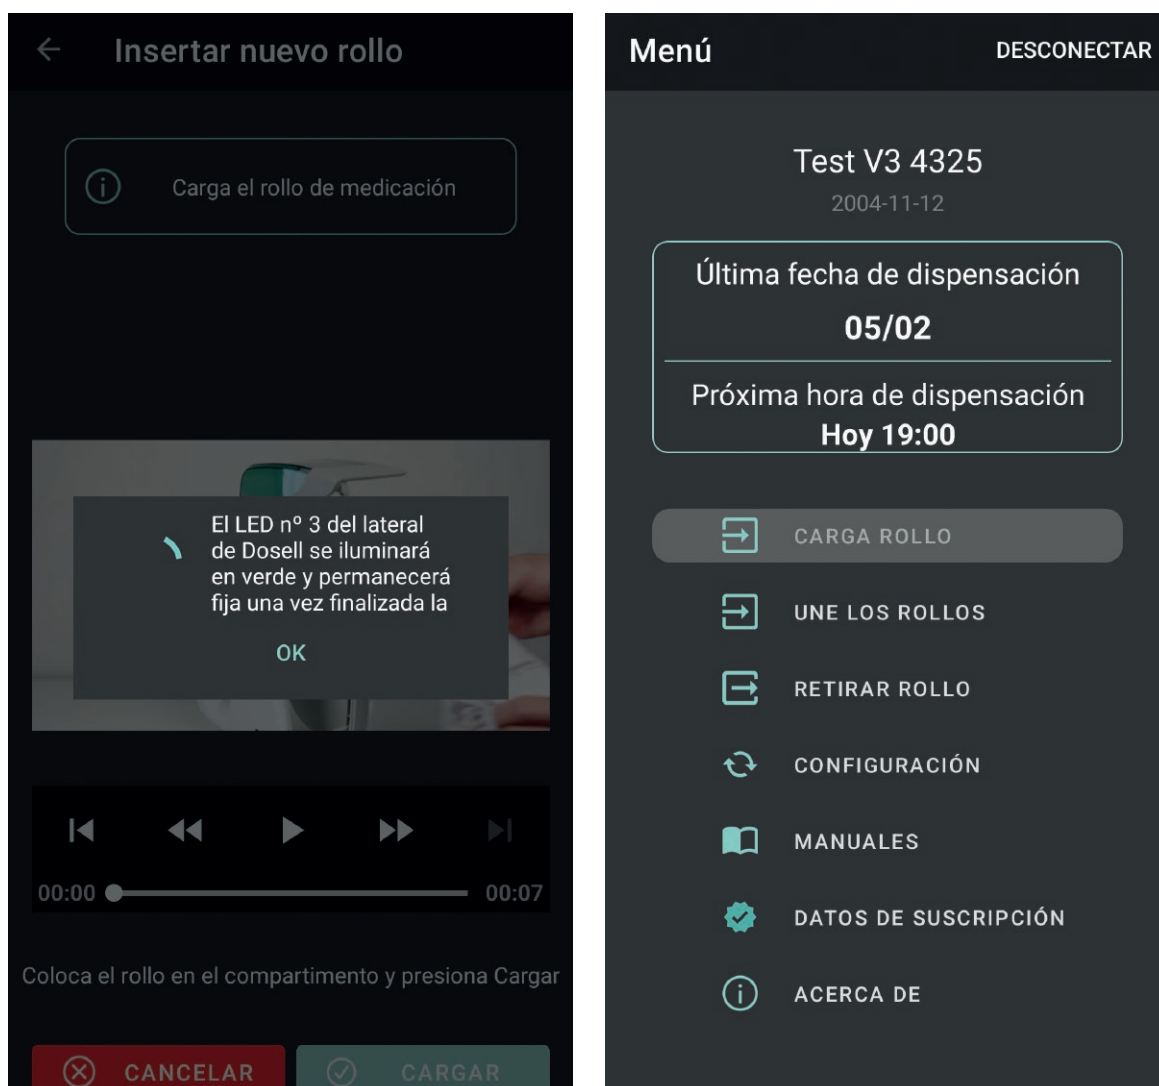 Insertar nuevo rollo
Carga el rollo de medicación
El LED nº 3 del lateral
de Dosell se iluminará
en verde y permanecerá
fija una vez finalizada la
OK
00:00
00:07
Coloca el rollo en el compartimento y presiona Cargar
CANCELAR
CARGAR
Menú
DESCONECTAR
Test V3 4325
2004-11-12
Última fecha de dispensación
05/02
Próxima hora de dispensación
Hoy 19:00
CARGA ROLLO
UNE LOS ROLLOS
RETIRAR ROLLO
CONFIGURACIÓN
MANUALES
DATOS DE SUSCRIPCIÓN
ACERCA DE